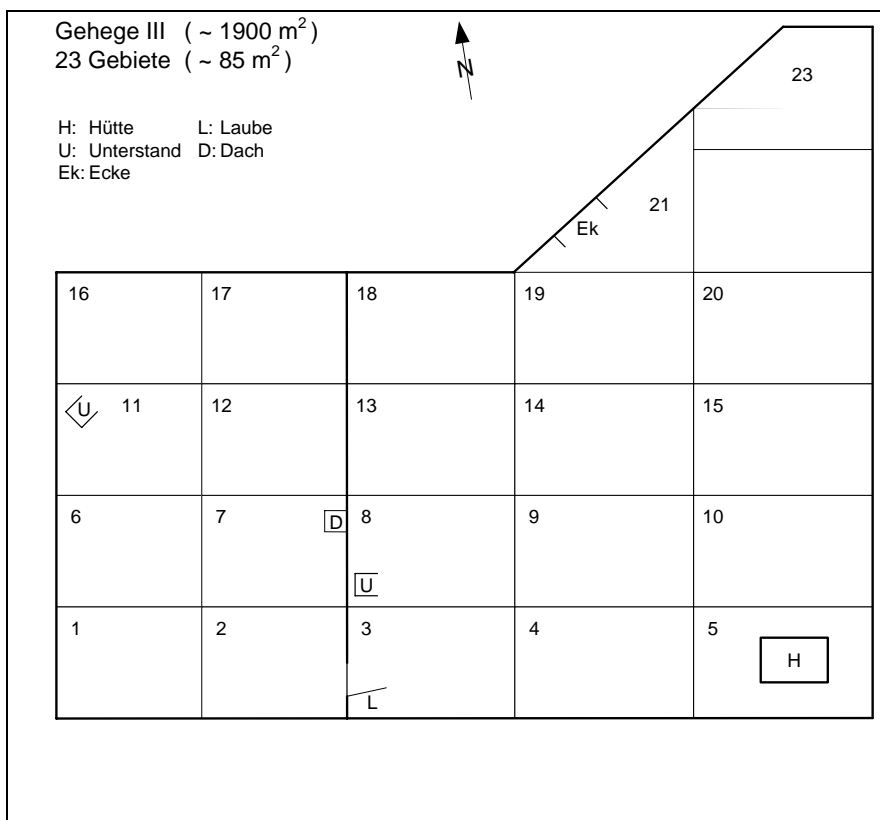 Gehege III ( ~ 1900 m²)
23 Gebiete ( ~ 85 m²)
N
H: Hütte L: Laube
U: Unterstand D: Dach
Ek: Ecke
23
21
Ek
16 17 18 19 20
U 11 12 13 14 15
6 7 D 8 9 10
U
1 2 3 4 5
H
L